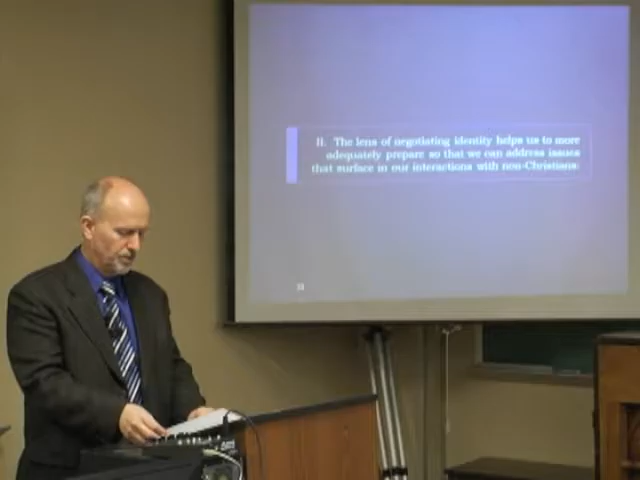 II. The lens of negotiating identity helps us to more
adequately prepare so that we can address issues
that surface in our interactions with non-Christians: